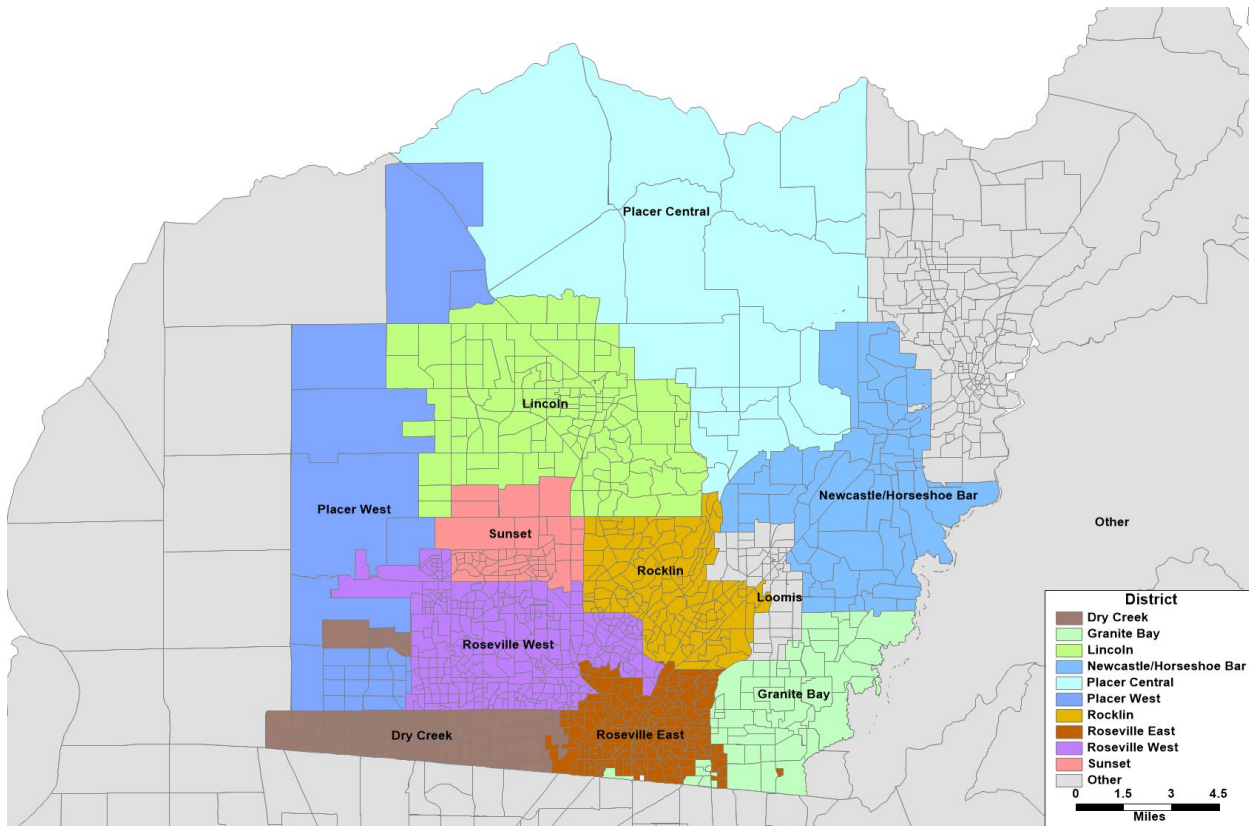 Placer Central
Lincoln
Newcastle/Horseshoe Bar
Placer West
Other
Sunset
Rocklin
Loomis
Roseville West
Granite Bay
Dry Creek
Roseville East
District
Dry Creek
Granite Bay
Lincoln
Newcastle/Horseshoe Bar
Placer Central
Placer West
Rocklin
Roseville East
Roseville West
Sunset
Other
0 1.5 3 4.5
Miles